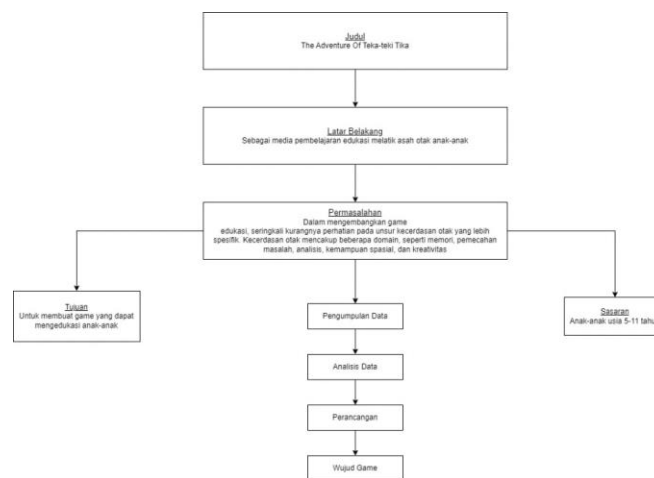 Judul
The Adventure Of Teka-teki Tika
Latar Belakang
Sebagai media pembelajaran edukasi melatik asah otak anak-anak
Permasalahan
Dalam mengembangkan game
edukasi, seringkali kurangnya perhatian pada unsur kecerdasan otak yang lebih
spesifik. Kecerdasan otak mencakup beberapa domain, seperti memori, pemecahan
masalah, analisis, kemampuan spasial, dan kreativitas
Tujuan
Untuk membuat game yang dapat
mengedukasi anak-anak
Pengumpulan Data
Sasaran
Anak-anak usia 5-11 tahu
Analisis Data
Perancangan
Wujud Game